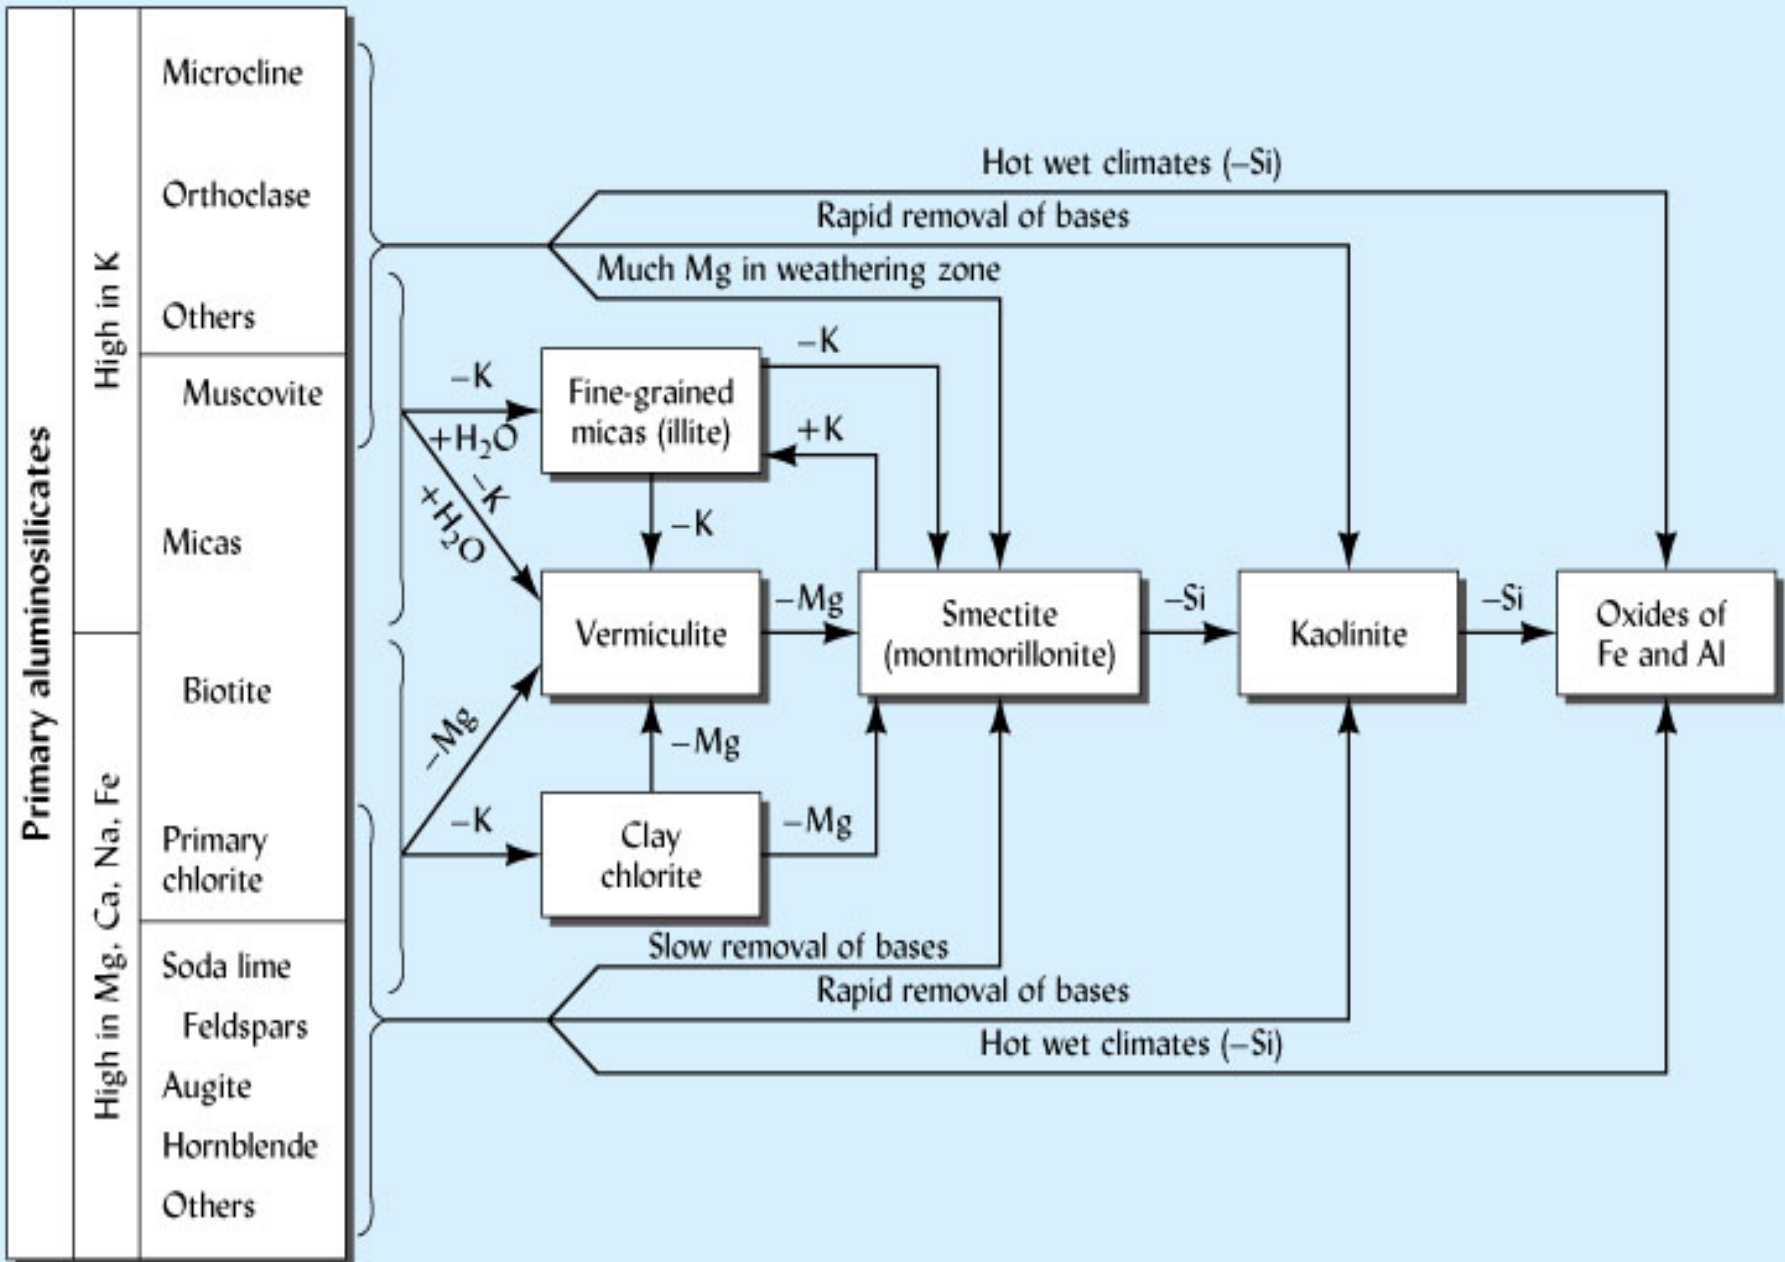 Primary aluminosilicates
High in K
High in Mg, Ca, Na, Fe
Microcline
Orthoclase
Others
Muscovite
Micas
Biotite
Primary
chlorite
Soda lime
Feldspars
Augite
Hornblende
Others
Hot wet climates (–Si)
Rapid removal of bases
Much Mg in weathering zone
–K
+H₂O
–K
+H₂O
Fine-grained
micas (illite)
–K
+K
–K
Vermiculite
–Mg
Smectite
(montmorillonite)
–Si
Kaolinite
–Si
Oxides of
Fe and Al
–Mg
–K
–Mg
Clay
chlorite
–Mg
Slow removal of bases
Rapid removal of bases
Hot wet climates (–Si)